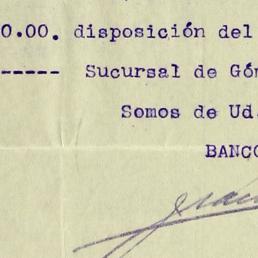 0.00. disposición del
----- Sucursal de Góm
Somos de Ud.
BANCO